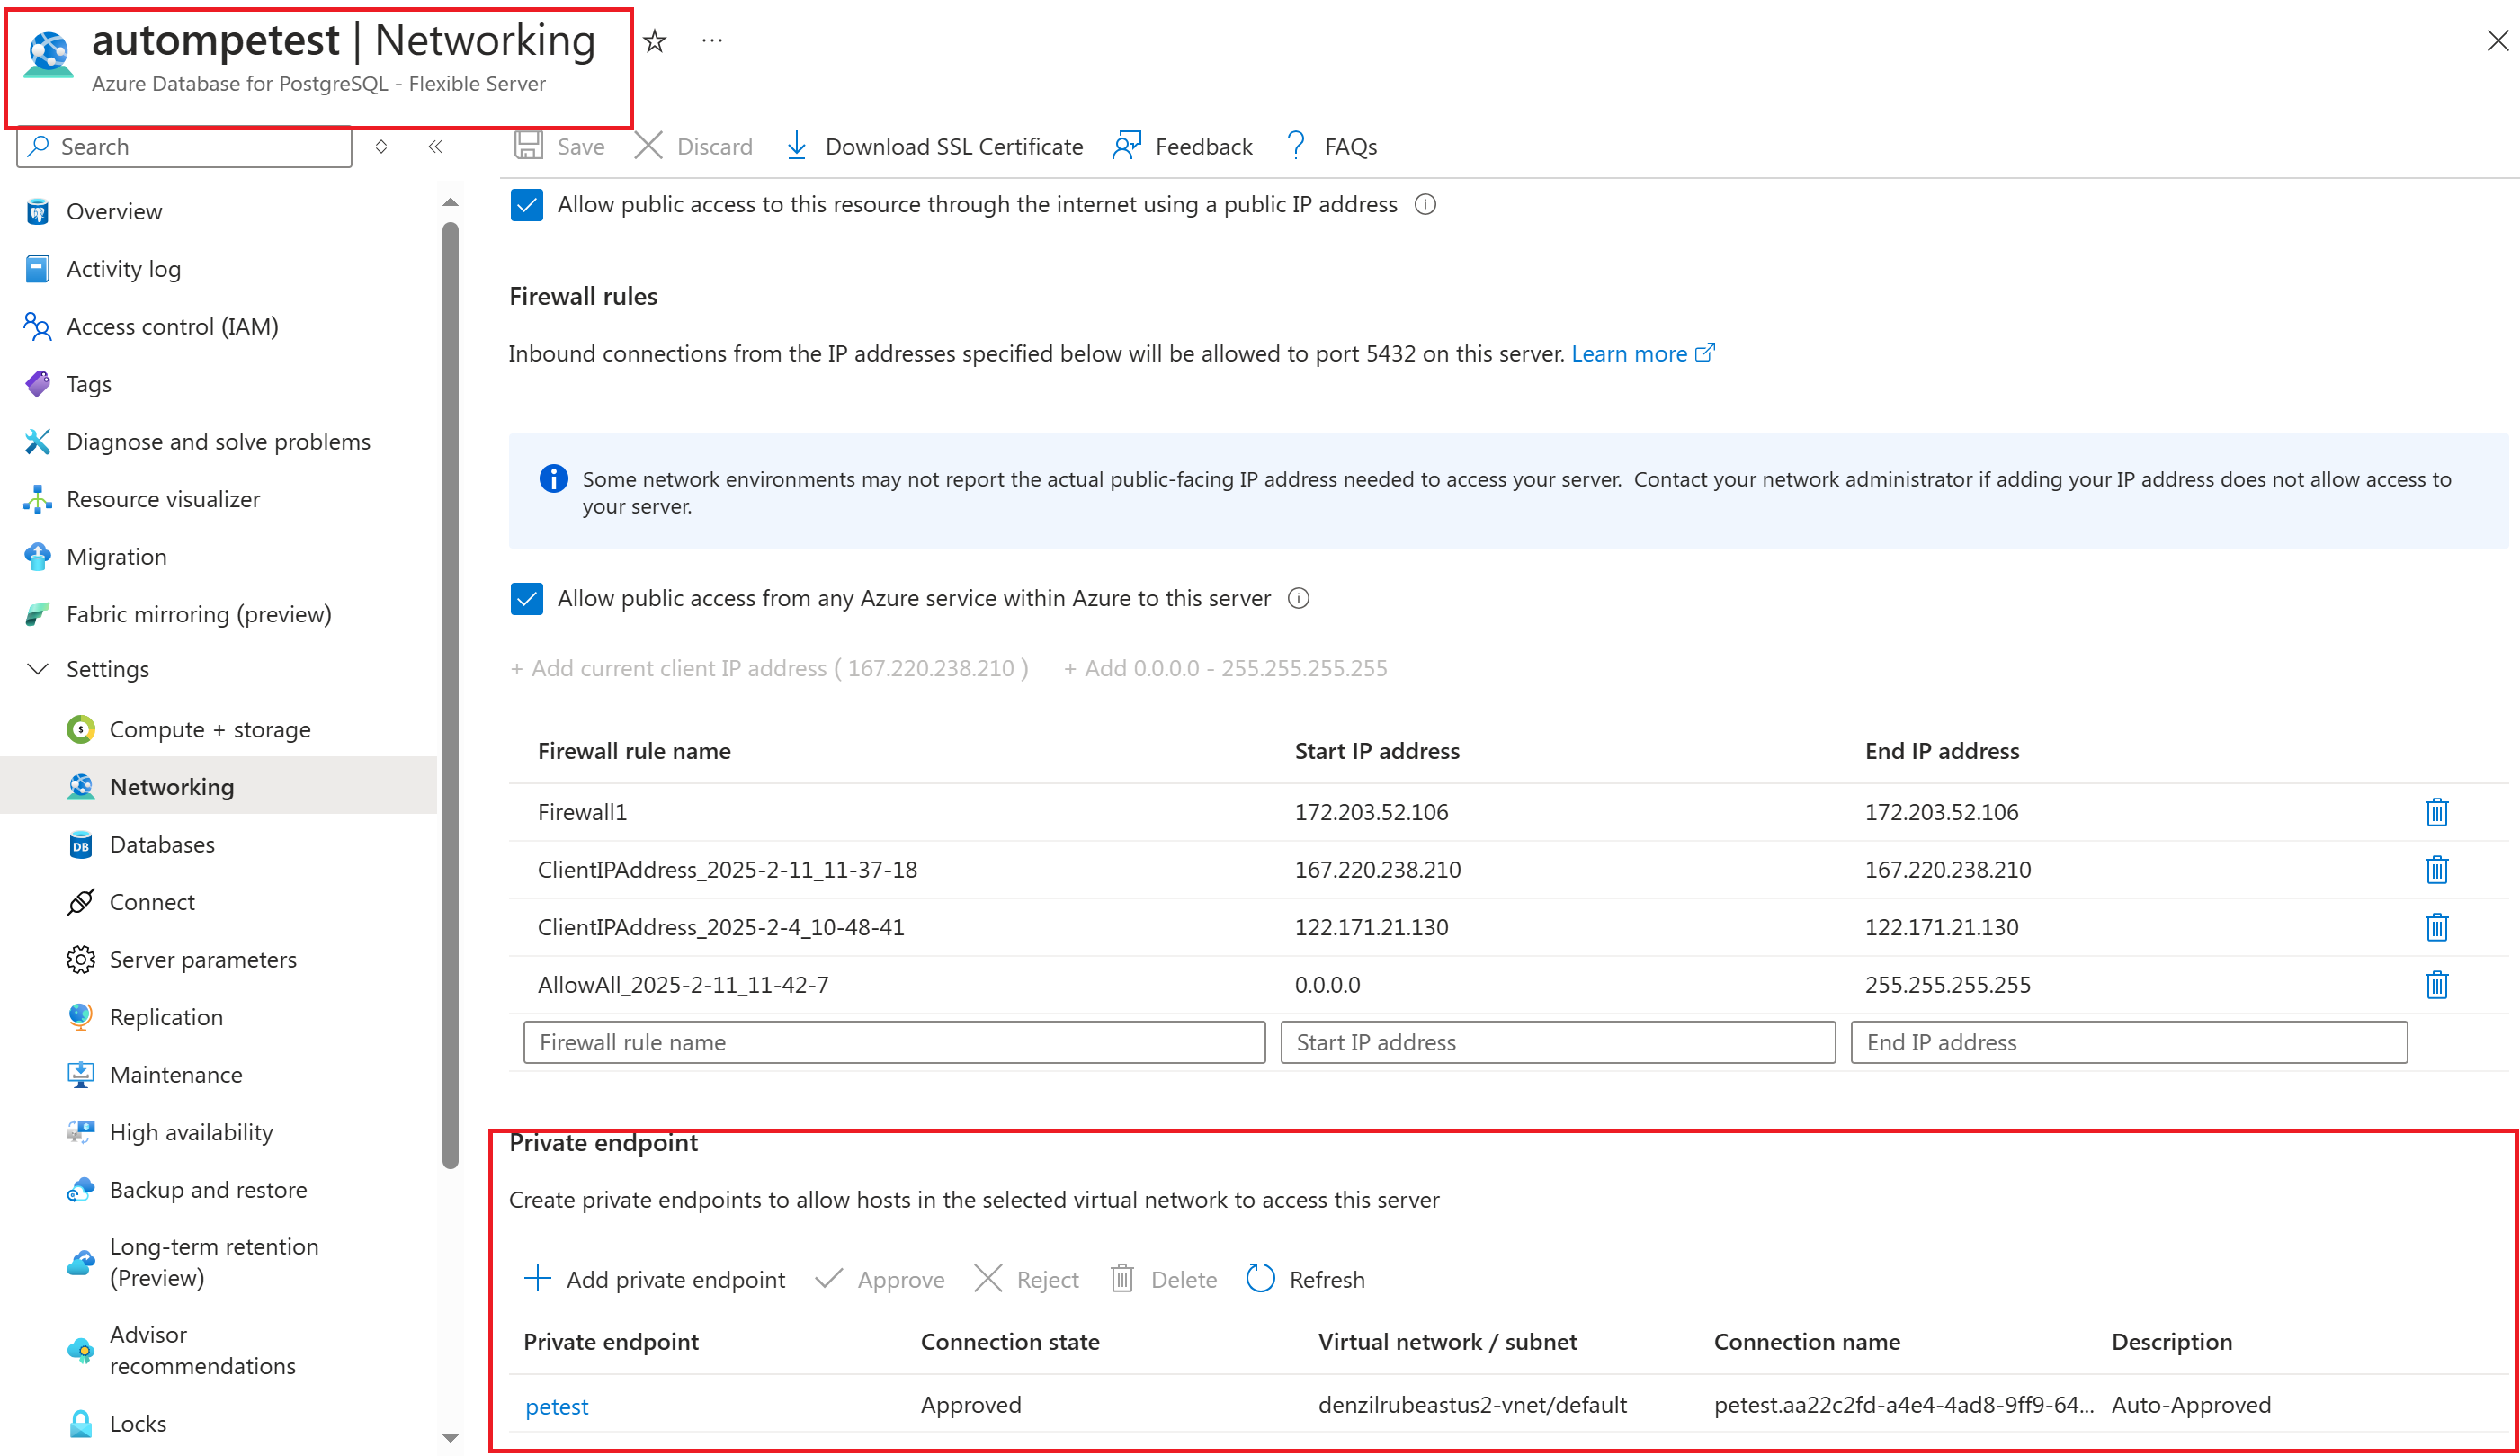 autompetest | Networking
Azure Database for PostgreSQL - Flexible Server
Search
Overview
Activity log
Access control (IAM)
Tags
Diagnose and solve problems
Resource visualizer
Migration
Fabric mirroring (preview)
Settings
Compute + storage
Networking
Databases
Connect
Server parameters
Replication
Maintenance
High availability
Backup and restore
Long-term retention
(Preview)
Advisor
recommendations
Locks
Save Discard Download SSL Certificate Feedback FAQs
Allow public access to this resource through the internet using a public IP address
Firewall rules
Inbound connections from the IP addresses specified below will be allowed to port 5432 on this server. Learn more
Some network environments may not report the actual public-facing IP address needed to access your server.  Contact your network administrator if adding your IP address does not allow access to
your server.
Allow public access from any Azure service within Azure to this server
+ Add current client IP address ( 167.220.238.210 ) + Add 0.0.0.0 - 255.255.255.255
Firewall rule name Start IP address End IP address
Firewall1 172.203.52.106 172.203.52.106
ClientIPAddress_2025-2-11_11-37-18 167.220.238.210 167.220.238.210
ClientIPAddress_2025-2-4_10-48-41 122.171.21.130 122.171.21.130
AllowAll_2025-2-11_11-42-7 0.0.0.0 255.255.255.255
Firewall rule name Start IP address End IP address
Private endpoint
Create private endpoints to allow hosts in the selected virtual network to access this server
Add private endpoint Approve Reject Delete Refresh
Private endpoint Connection state Virtual network / subnet Connection name Description
petest Approved denzilrubeastus2-vnet/default petest.aa22c2fd-a4e4-4ad8-9ff9-64... Auto-Approved